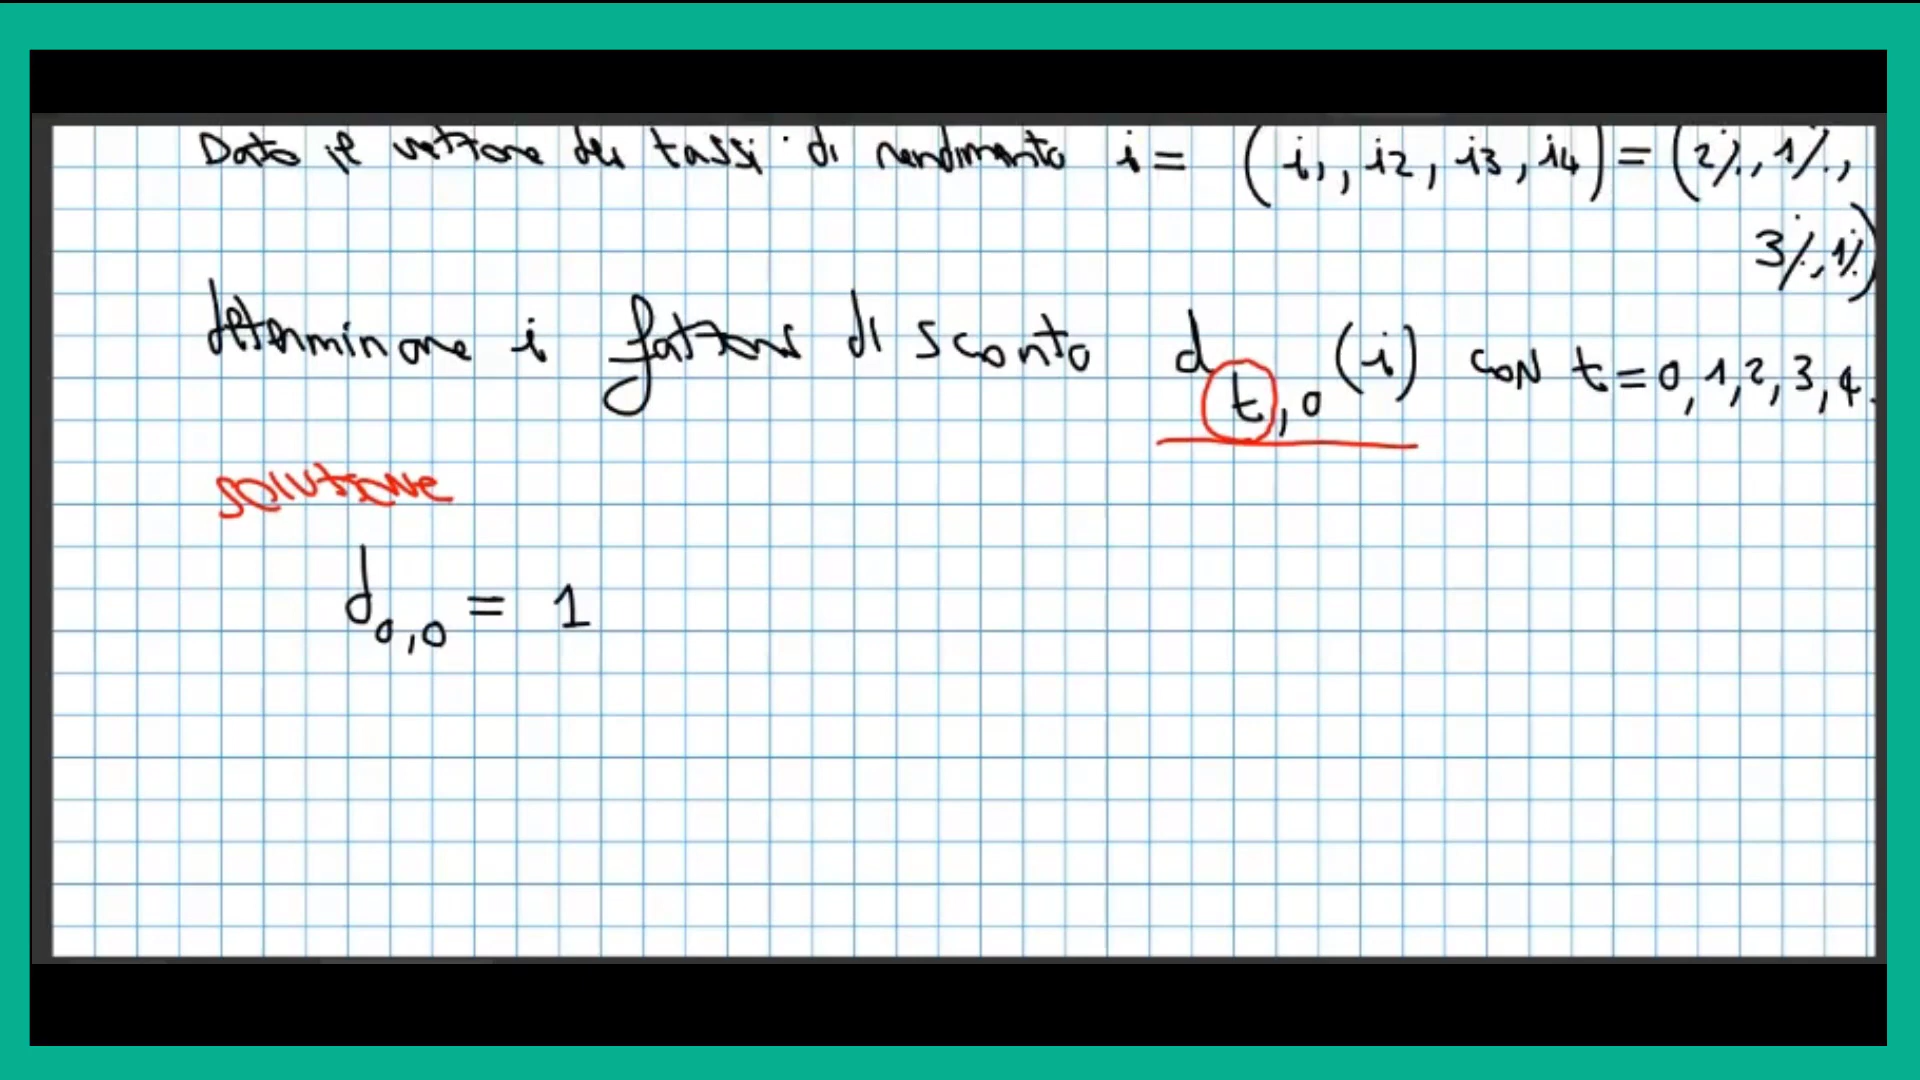 Dato il vettore dei tassi di rendimento i = (i1, i2, i3, i4) = (2%, 1%,
3%, 1%)
determinare i fattori di sconto d t,0 (i) con t=0,1,2,3,4.
soluzione
d0,0 = 1